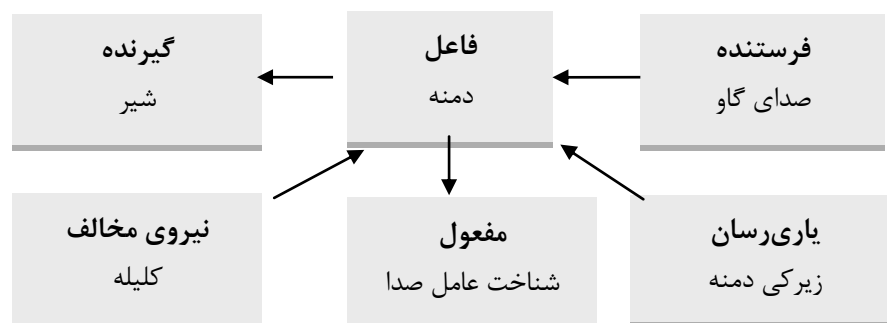 فرستنده
صدای گاو
فاعل
دمنه
گیرنده
شیر
یاری‌رسان
زیرکی دمنه
مفعول
شناخت عامل صدا
نیروی مخالف
کلیله